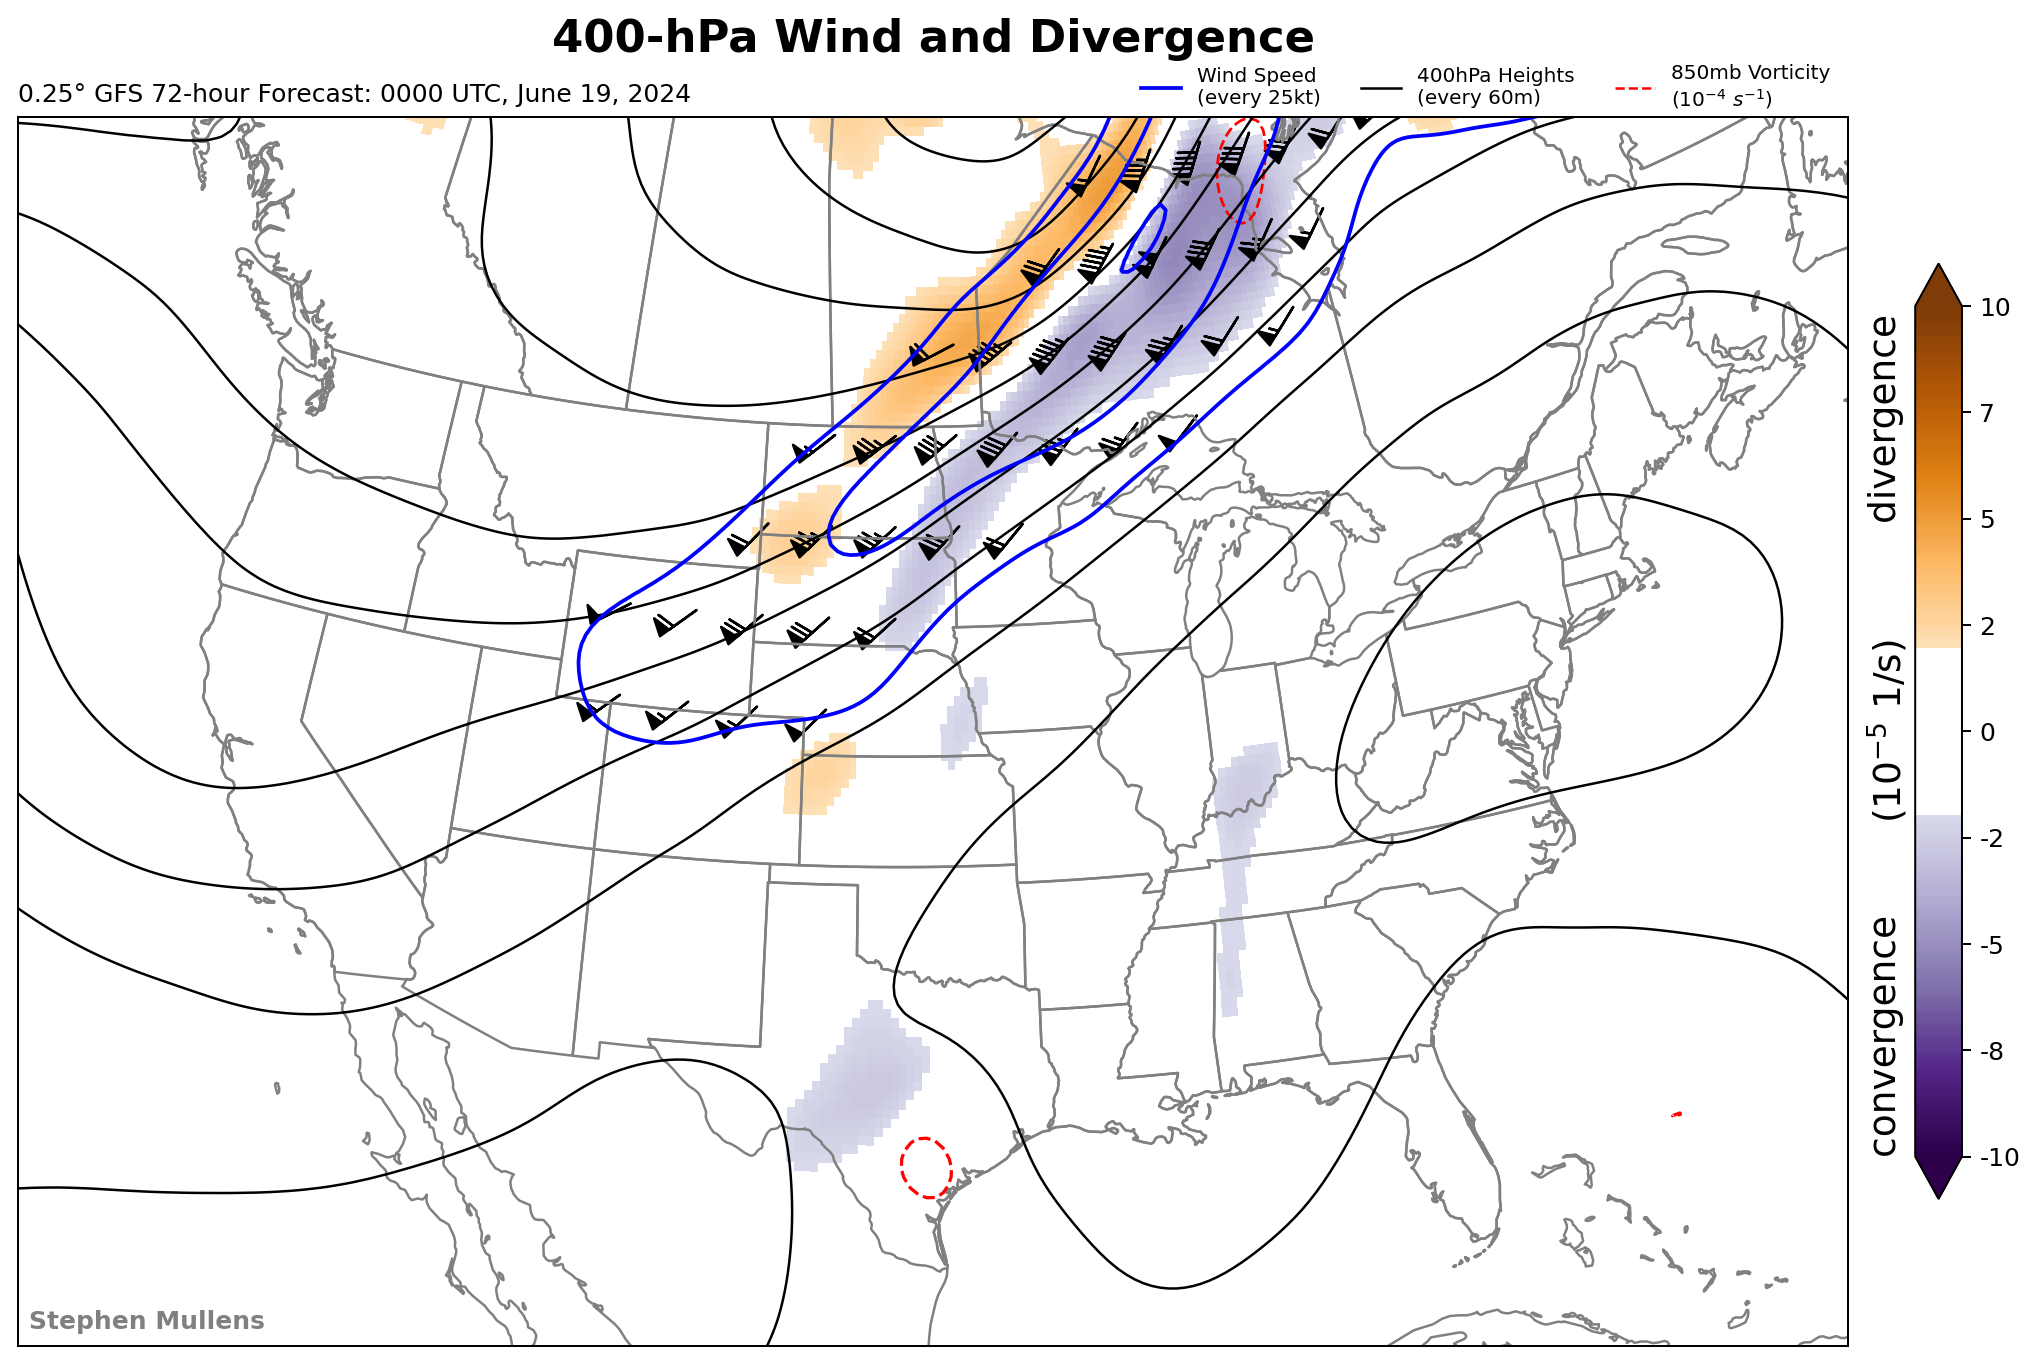 400-hPa Wind and Divergence
0.25° GFS 72-hour Forecast: 0000 UTC, June 19, 2024
Wind Speed
(every 25kt)
400hPa Heights
(every 60m)
850mb Vorticity
(10⁻⁴ s⁻¹)
10
7
5
2
0
-2
-5
-8
-10
convergence (10⁻⁵ 1/s) divergence
Stephen Mullens